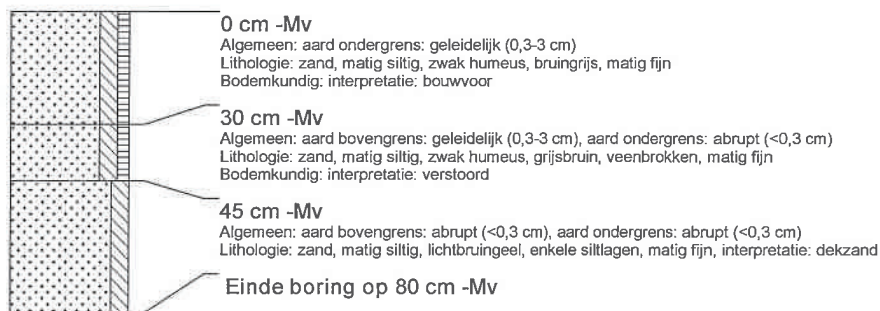 0 cm -Mv
Algemeen: aard ondergrens: geleidelijk (0,3-3 cm)
Lithologie: zand, matig siltig, zwak humeus, bruingrijs, matig fijn
Bodemkundig: interpretatie: bouwvoor
30 cm -Mv
Algemeen: aard bovengrens: geleidelijk (0,3-3 cm), aard ondergrens: abrupt (<0,3 cm)
Lithologie: zand, matig siltig, zwak humeus, grijsbruin, veenbrokken, matig fijn
Bodemkundig: interpretatie: verstoord
45 cm -Mv
Algemeen: aard bovengrens: abrupt (<0,3 cm), aard ondergrens: abrupt (<0,3 cm)
Lithologie: zand, matig siltig, lichtbruingeel, enkele siltlagen, matig fijn, interpretatie: dekzand
Einde boring op 80 cm -Mv